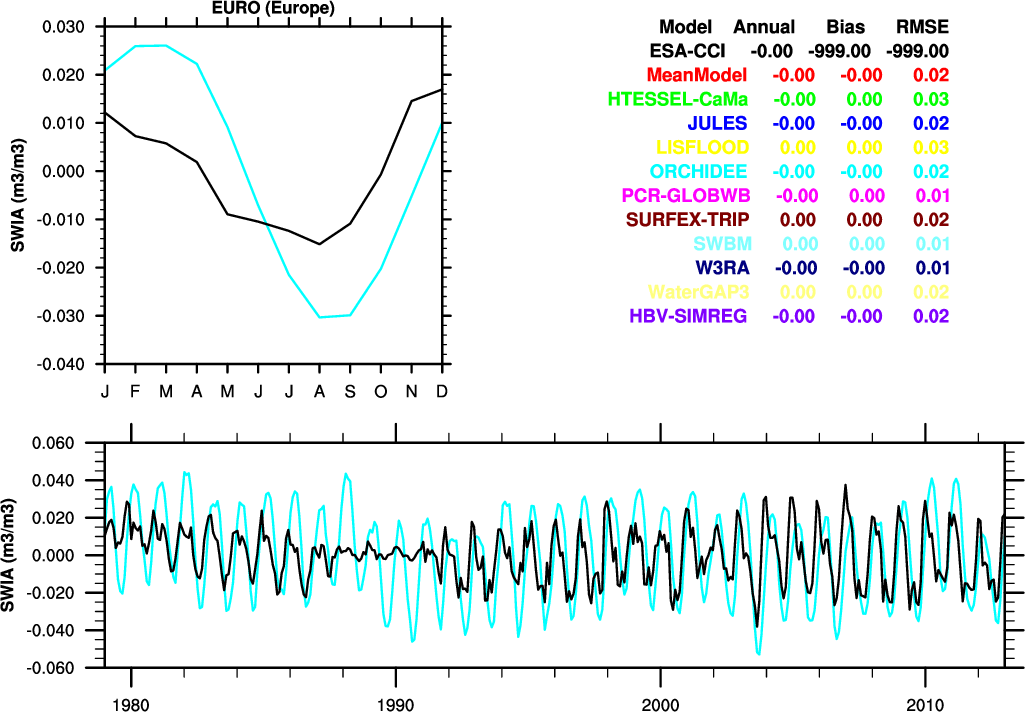 EURO (Europe)
0.030
0.020
0.010
0.000
-0.010
-0.020
-0.030
-0.040
SWIA (m3/m3)
J F M A M J J A S O N D
Model Annual Bias RMSE
ESA-CCI -0.00 -999.00 -999.00
MeanModel -0.00 -0.00 0.02
HTESSEL-CaMa -0.00 0.00 0.03
JULES -0.00 -0.00 0.02
LISFLOOD 0.00 0.00 0.03
ORCHIDEE -0.00 -0.00 0.02
PCR-GLOBWB -0.00 0.00 0.01
SURFEX-TRIP 0.00 0.00 0.02
SWBM 0.00 0.00 0.01
W3RA -0.00 -0.00 0.01
WaterGAP3 0.00 0.00 0.02
HBV-SIMREG -0.00 -0.00 0.02
0.060
0.040
0.020
0.000
-0.020
-0.040
-0.060
SWIA (m3/m3)
1980 1990 2000 2010